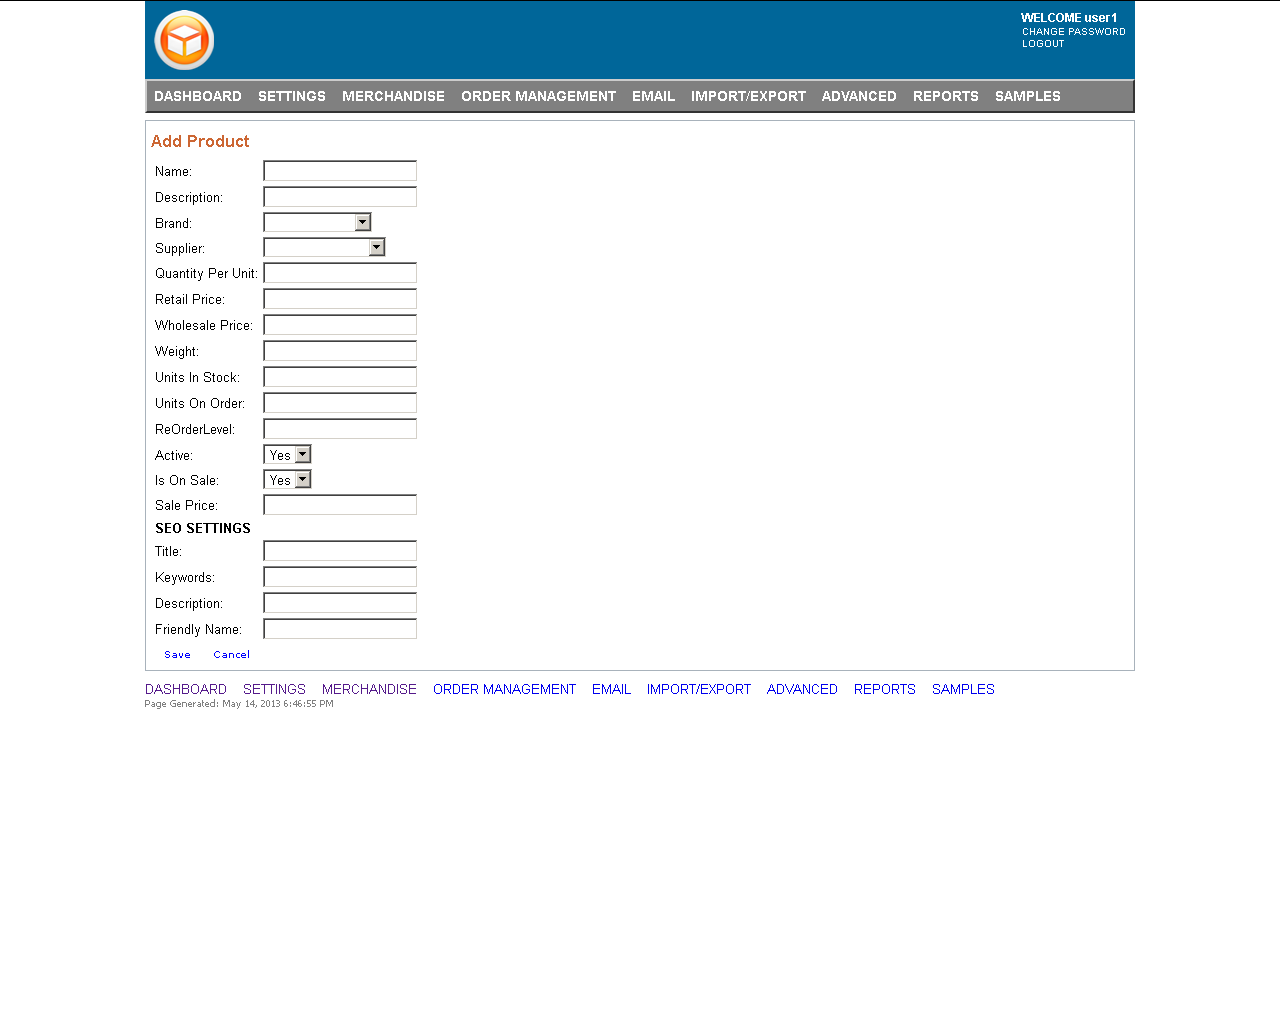 WELCOME user1
CHANGE PASSWORD
LOGOUT
DASHBOARD SETTINGS MERCHANDISE ORDER MANAGEMENT EMAIL IMPORT/EXPORT ADVANCED REPORTS SAMPLES
Add Product
Name:
Description:
Brand:
Supplier:
Quantity Per Unit:
Retail Price:
Wholesale Price:
Weight:
Units In Stock:
Units On Order:
ReOrderLevel:
Active: Yes
Is On Sale: Yes
Sale Price:
SEO SETTINGS
Title:
Keywords:
Description:
Friendly Name:
Save Cancel
DASHBOARD SETTINGS MERCHANDISE ORDER MANAGEMENT EMAIL IMPORT/EXPORT ADVANCED REPORTS SAMPLES
Page Generated: May 14, 2013 6:46:55 PM